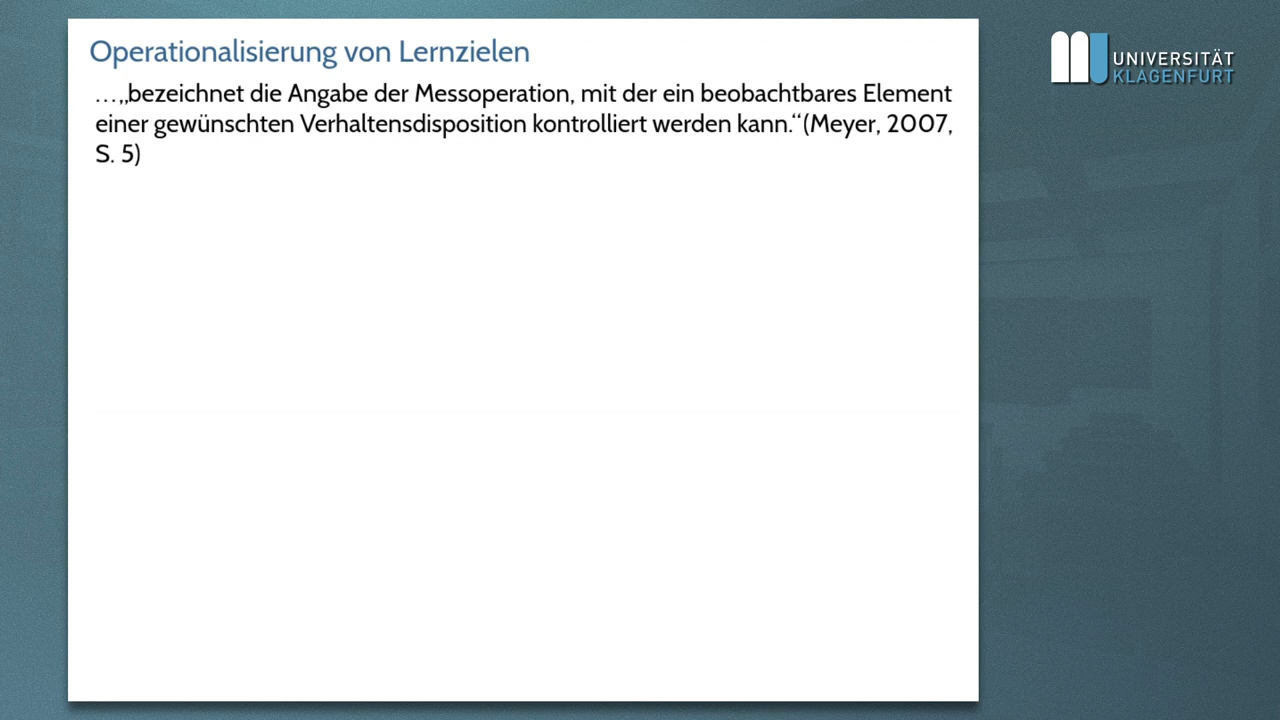 Operationalisierung von Lernzielen
…„bezeichnet die Angabe der Messoperation, mit der ein beobachtbares Element
einer gewünschten Verhaltensdisposition kontrolliert werden kann.“(Meyer, 2007,
S. 5)
UNIVERSITÄT
KLAGENFURT